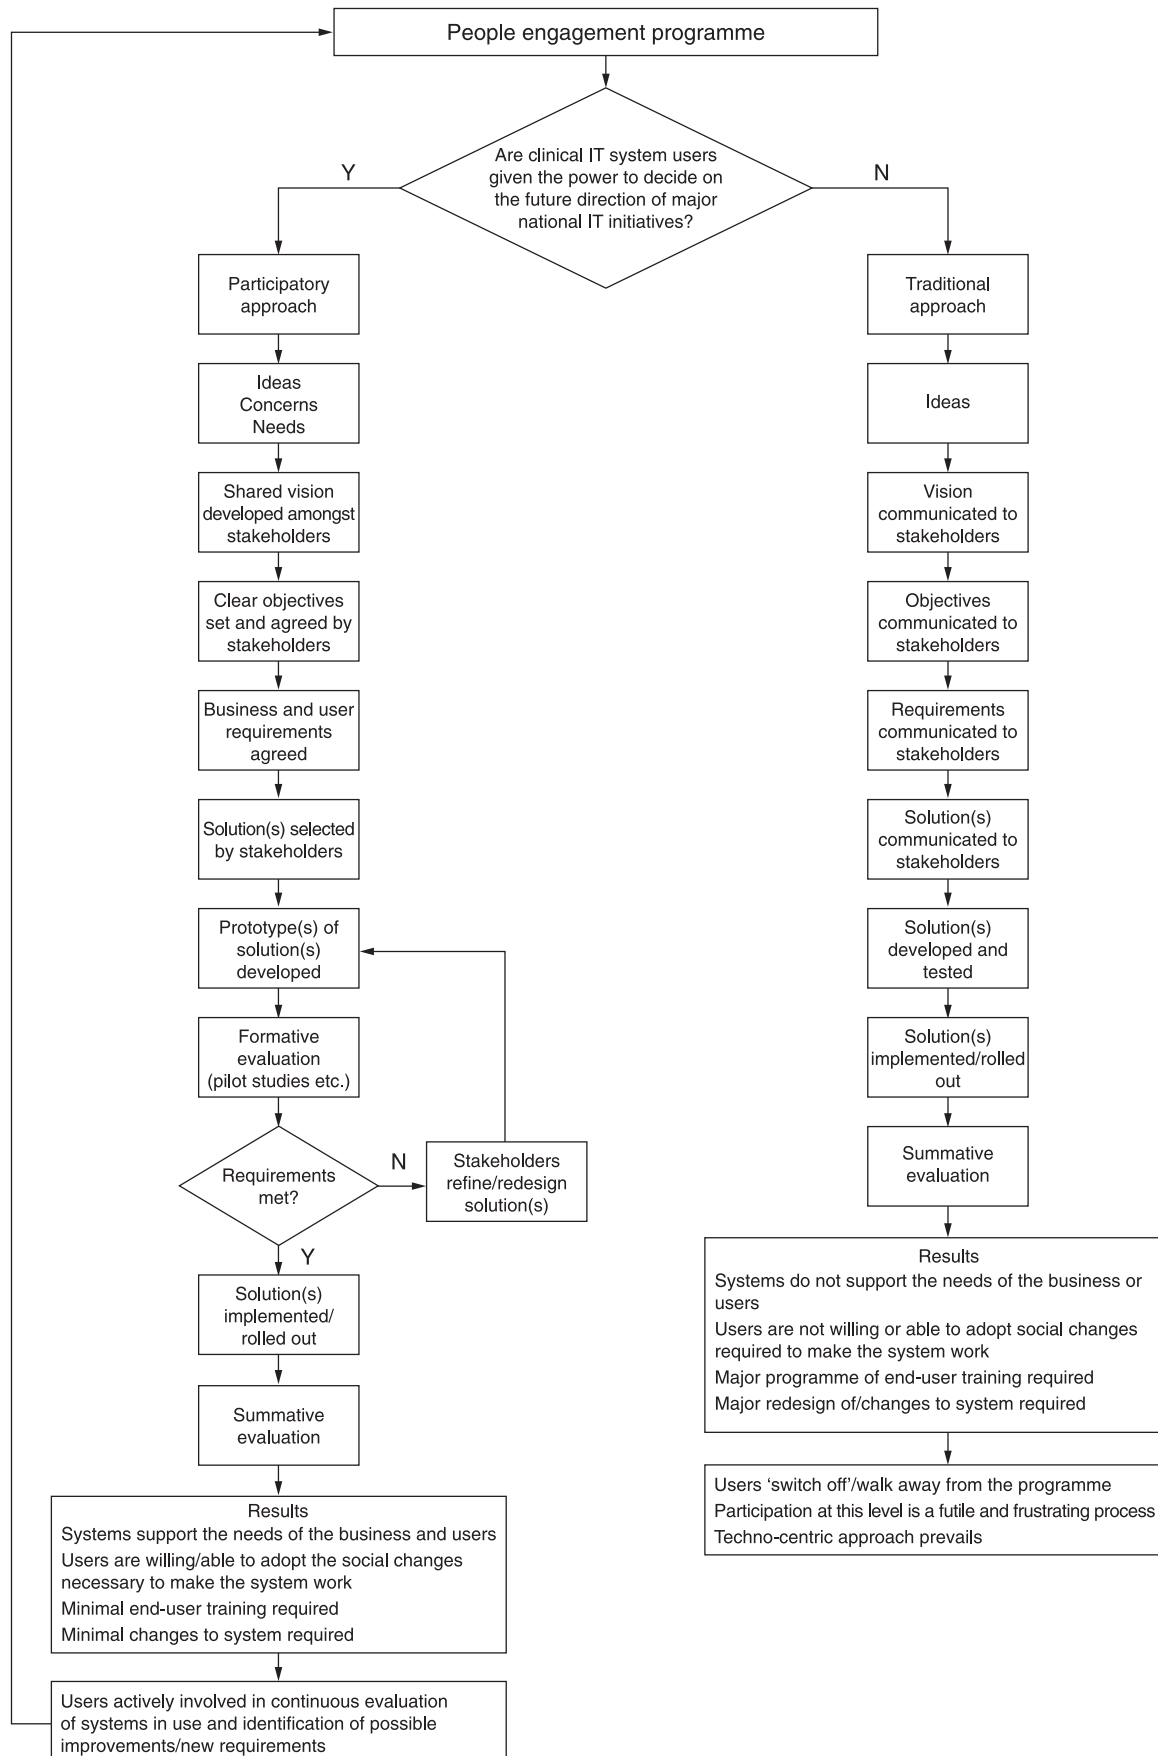 People engagement programme
Are clinical IT system users
given the power to decide on
the future direction of major
national IT initiatives?
Y
N
Participatory
approach
Ideas
Concerns
Needs
Shared vision
developed amongst
stakeholders
Clear objectives
set and agreed by
stakeholders
Business and user
requirements
agreed
Solution(s) selected
by stakeholders
Prototype(s) of
solution(s)
developed
Formative
evaluation
(pilot studies etc.)
Requirements
met?
N
Stakeholders
refine/redesign
solution(s)
Y
Solution(s)
implemented/
rolled out
Summative
evaluation
Results
Systems support the needs of the business and users
Users are willing/able to adopt the social changes
necessary to make the system work
Minimal end-user training required
Minimal changes to system required
Users actively involved in continuous evaluation
of systems in use and identification of possible
improvements/new requirements
Traditional
approach
Ideas
Vision
communicated to
stakeholders
Objectives
communicated to
stakeholders
Requirements
communicated to
stakeholders
Solution(s)
communicated to
stakeholders
Solution(s)
developed and
tested
Solution(s)
implemented/rolled
out
Summative
evaluation
Results
Systems do not support the needs of the business or
users
Users are not willing or able to adopt social changes
required to make the system work
Major programme of end-user training required
Major redesign of/changes to system required
Users ‘switch off’/walk away from the programme
Participation at this level is a futile and frustrating process
Techno-centric approach prevails